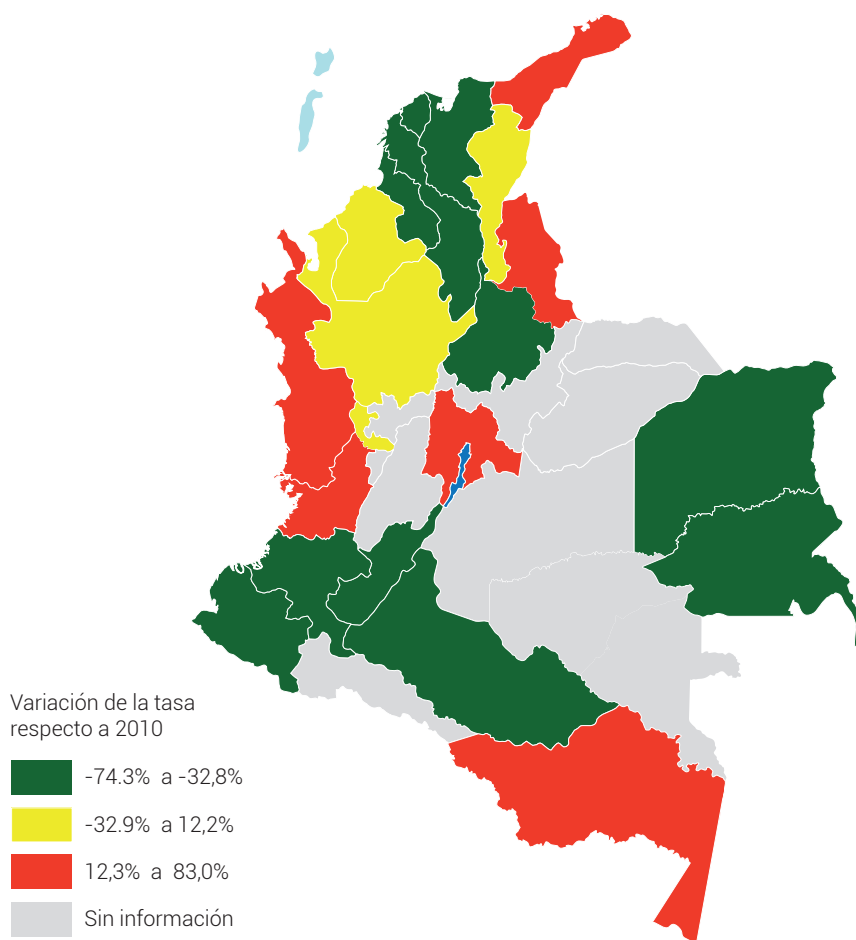 Variación de la tasa
respecto a 2010
-74.3% a -32,8%
-32.9% a 12,2%
12,3% a 83,0%
Sin información